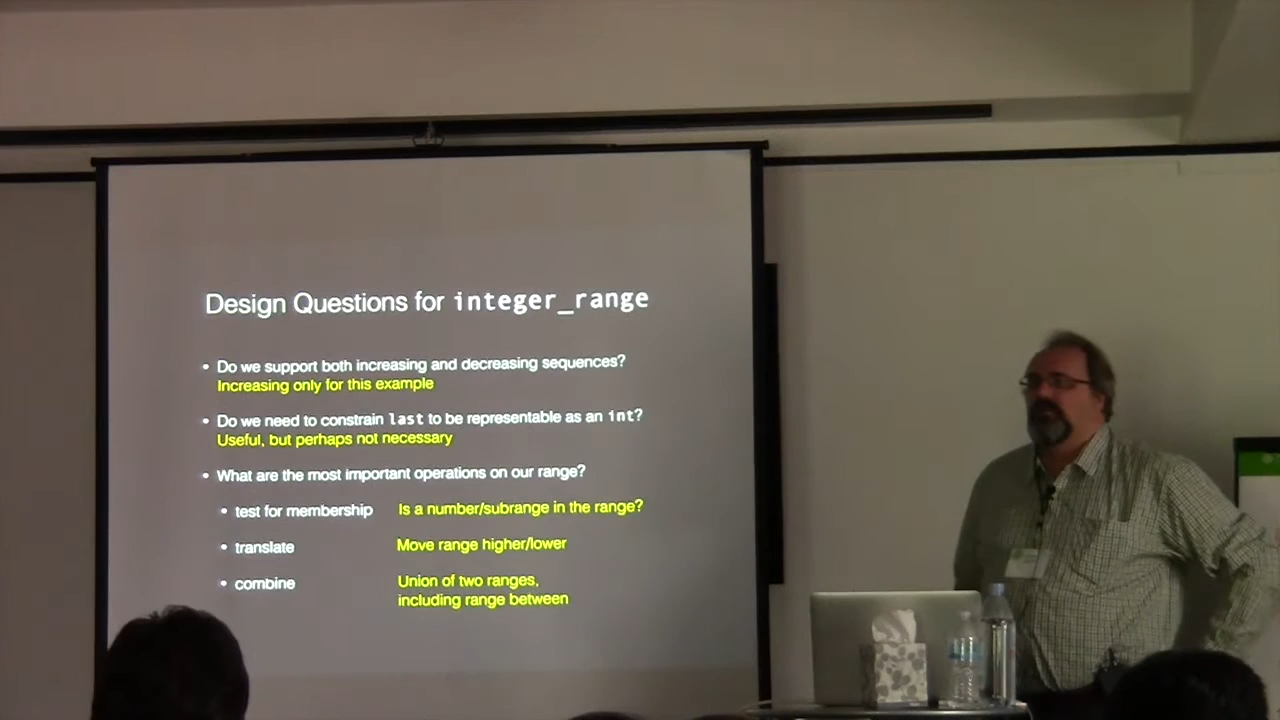 Design Questions for integer_range
• Do we support both increasing and decreasing sequences?
Increasing only for this example
• Do we need to constrain last to be representable as an int?
Useful, but perhaps not necessary
• What are the most important operations on our range?
• test for membership Is a number/subrange in the range?
• translate Move range higher/lower
• combine Union of two ranges,
including range between